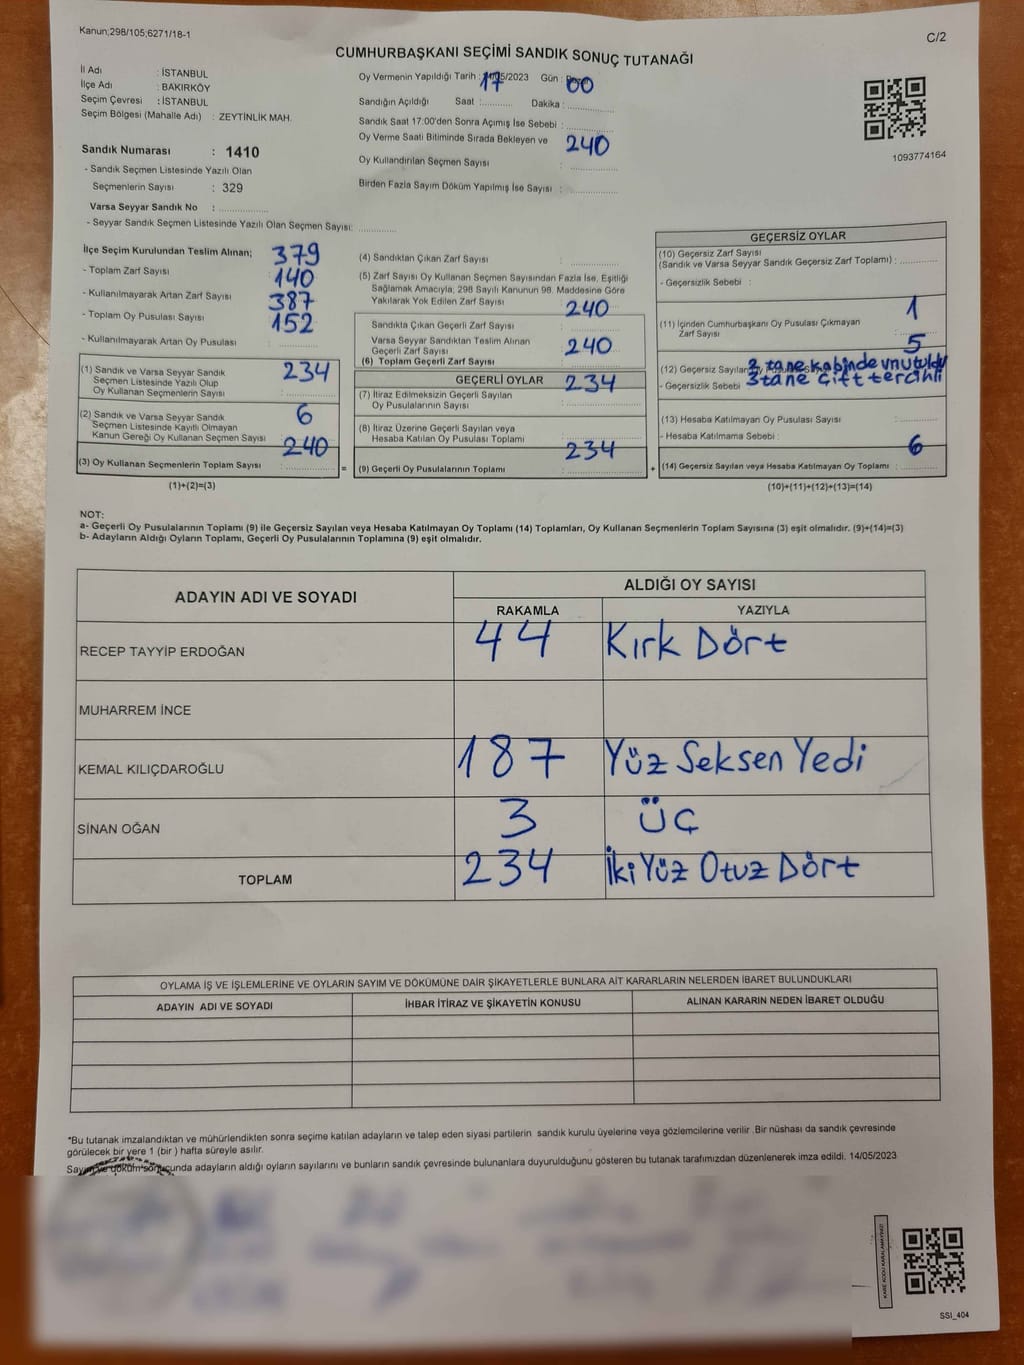 Kanun;298/105;6271/18-1
C/2
CUMHURBAŞKANI SEÇİMİ SANDIK SONUÇ TUTANAĞI
İl Adı : İSTANBUL
İlçe Adı : BAKIRKÖY
Seçim Çevresi : İSTANBUL
Seçim Bölgesi (Mahalle Adı) : ZEYTİNLİK MAH.
Sandık Numarası : 1410
- Sandık Seçmen Listesinde Yazılı Olan
Seçmenlerin Sayısı : 329
Varsa Seyyar Sandık No : ..............
- Seyyar Sandık Seçmen Listesinde Yazılı Olan Seçmen Sayısı: ..........
Oy Vermenin Yapıldığı Tarih : /05/2023 Gün :
17 00
Sandığın Açıldığı Saat :.......... Dakika : ..............
Sandık Saat 17.00'den Sonra Açımış İse Sebebi : ..............
Oy Verme Saati Bitiminde Sırada Bekleyen ve 240
Oy Kullandırılan Seçmen Sayısı : ..............
Birden Fazla Sayım Döküm Yapılmış İse Sayısı : ..............
1093774164
İlçe Seçim Kurulundan Teslim Alınan; 379
- Toplam Zarf Sayısı 140
- Kullanılmayarak Artan Zarf Sayısı 387
- Toplam Oy Pusulası Sayısı 152
- Kullanılmayarak Artan Oy Pusulası : ..............
(1) Sandık ve Varsa Seyyar Sandık 234
Seçmen Listesinde Yazılı Olup
Oy Kullanan Seçmenlerin Sayısı
(2) Sandık ve Varsa Seyyar Sandık 6
Seçmen Listesinde Kayıtlı Olmayan
Kanun Gereği Oy Kullanan Seçmen Sayısı 240
(3) Oy Kullanan Seçmenlerin Toplam Sayısı : .............. =
(1)+(2)=(3)
(4) Sandıktan Çıkan Zarf Sayısı : ..............
(5) Zarf Sayısı Oy Kullanan Seçmen Sayısından Fazla İse, Eşitliği
Sağlamak Amacıyla, 298 Sayılı Kanunun 98. Maddesine Göre
Yakılarak Yok Edilen Zarf Sayısı : 240
Sandıkta Çıkan Geçerli Zarf Sayısı : ..............
Varsa Seyyar Sandıktan Teslim Alınan 240
Geçerli Zarf Sayısı
(6) Toplam Geçerli Zarf Sayısı : ..............
GEÇERLİ OYLAR 234
(7) İtiraz Edilmeksizin Geçerli Sayılan
Oy Pusulalarının Sayısı : ..............
(8) İtiraz Üzerine Geçerli Sayılan veya
Hesaba Katılan Oy Pusulası Toplamı : ..............
234
(9) Geçerli Oy Pusulalarının Toplamı : .............. +
GEÇERSİZ OYLAR
(10) Geçersiz Zarf Sayısı
(Sandık ve Varsa Seyyar Sandık Geçersiz Zarf Toplamı) : ..........
- Geçersizlik Sebebi :
1
(11) İçinden Cumhurbaşkanı Oy Pusulası Çıkmayan
Zarf Sayısı : ..........
5
(12) Geçersiz Sayılan tane kabinde unutuldu
- Geçersizlik Sebebi 3 tane Çift tercihli
(13) Hesaba Katılmayan Oy Pusulası Sayısı : ..........
- Hesaba Katılmama Sebebi : 6
(14) Geçersiz Sayılan veya Hesaba Katılmayan Oy Toplamı : ..........
(10)+(11)+(12)+(13)=(14)
NOT:
a- Geçerli Oy Pusulalarının Toplamı (9) ile Geçersiz Sayılan veya Hesaba Katılmayan Oy Toplamı (14) Toplamları, Oy Kullanan Seçmenlerin Toplam Sayısına (3) eşit olmalıdır. (9)+(14)=(3)
b- Adayların Aldığı Oyların Toplamı, Geçerli Oy Pusulalarının Toplamına (9) eşit olmalıdır.
ADAYIN ADI VE SOYADI ALDIĞI OY SAYISI
RAKAMLA YAZIYLA
RECEP TAYYİP ERDOĞAN 44 Kırk Dört
MUHARREM İNCE
KEMAL KILIÇDAROĞLU 187 Yüz Seksen Yedi
SİNAN OĞAN 3 ÜÇ
TOPLAM 234 İki Yüz Otuz Dört
OYLAMA İŞ VE İŞLEMLERİNE VE OYLARIN SAYIM VE DÖKÜMÜNE DAİR ŞİKAYETLERLE BUNLARA AİT KARARLARIN NELERDEN İBARET BULUNDUKLARI
ADAYIN ADI VE SOYADI İHBAR İTİRAZ VE ŞİKAYETİN KONUSU ALINAN KARARIN NEDEN İBARET OLDUĞU
*Bu tutanak imzalandıktan ve mühürlendikten sonra seçime katılan adayların ve talep eden siyasi partilerin sandık kurulu üyelerine veya gözlemcilerine verilir .Bir nüshası da sandık çevresinde
görülecek bir yere 1 (bir ) hafta süreyle asılır.
Sayım ve döküm sonucunda adayların aldığı oyların sayılarını ve bunların sandık çevresinde bulunanlara duyurulduğunu gösteren bu tutanak tarafımızdan düzenlenerek imza edildi. 14/05/2023
KARE KODU KARALAMAYINIZ!
SSI_404